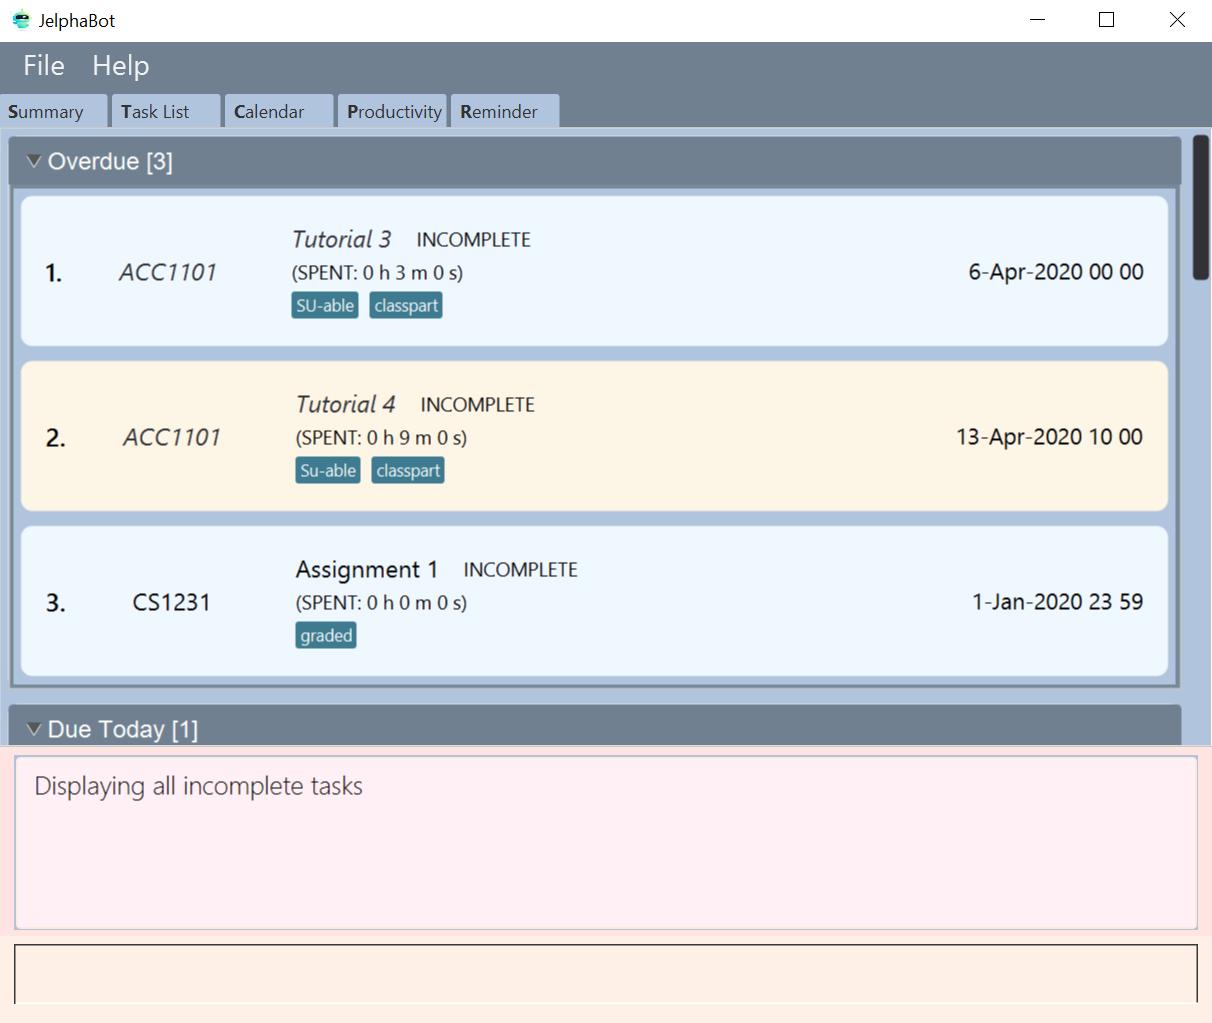 JelphaBot
File Help
Summary Task List Calendar Productivity Reminder
Overdue [3]
Tutorial 3 INCOMPLETE
1. ACC1101 6-Apr-2020 00 00
(SPENT: 0 h 3 m 0 s)
SU-able classpart
Tutorial 4 INCOMPLETE
2. ACC1101 13-Apr-2020 10 00
(SPENT: 0 h 9 m 0 s)
Su-able classpart
Assignment 1 INCOMPLETE
3. CS1231 1-Jan-2020 23 59
(SPENT: 0 h 0 m 0 s)
graded
Due Today [1]
Displaying all incomplete tasks